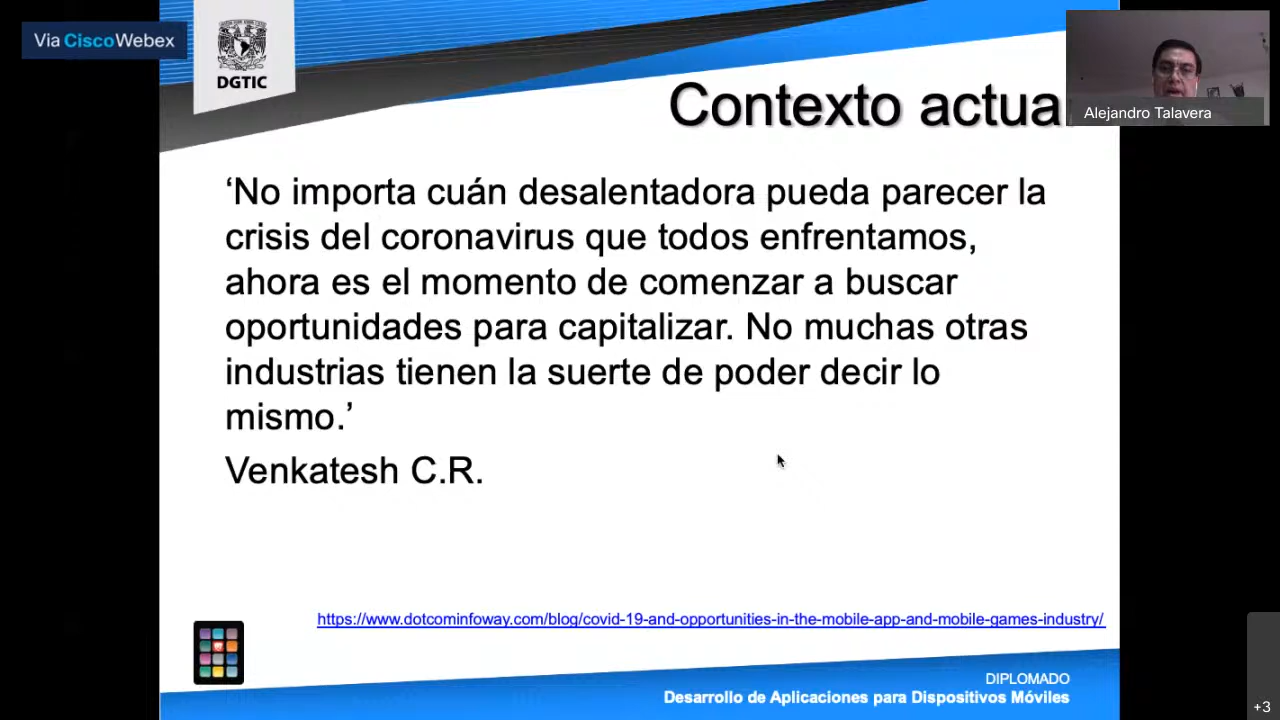 Via CiscoWebex
DGTIC
Contexto actua
Alejandro Talavera
‘No importa cuán desalentadora pueda parecer la
crisis del coronavirus que todos enfrentamos,
ahora es el momento de comenzar a buscar
oportunidades para capitalizar. No muchas otras
industrias tienen la suerte de poder decir lo
mismo.’
Venkatesh C.R.
https://www.dotcominfoway.com/blog/covid-19-and-opportunities-in-the-mobile-app-and-mobile-games-industry/
DIPLOMADO
Desarrollo de Aplicaciones para Dispositivos Móviles
+3